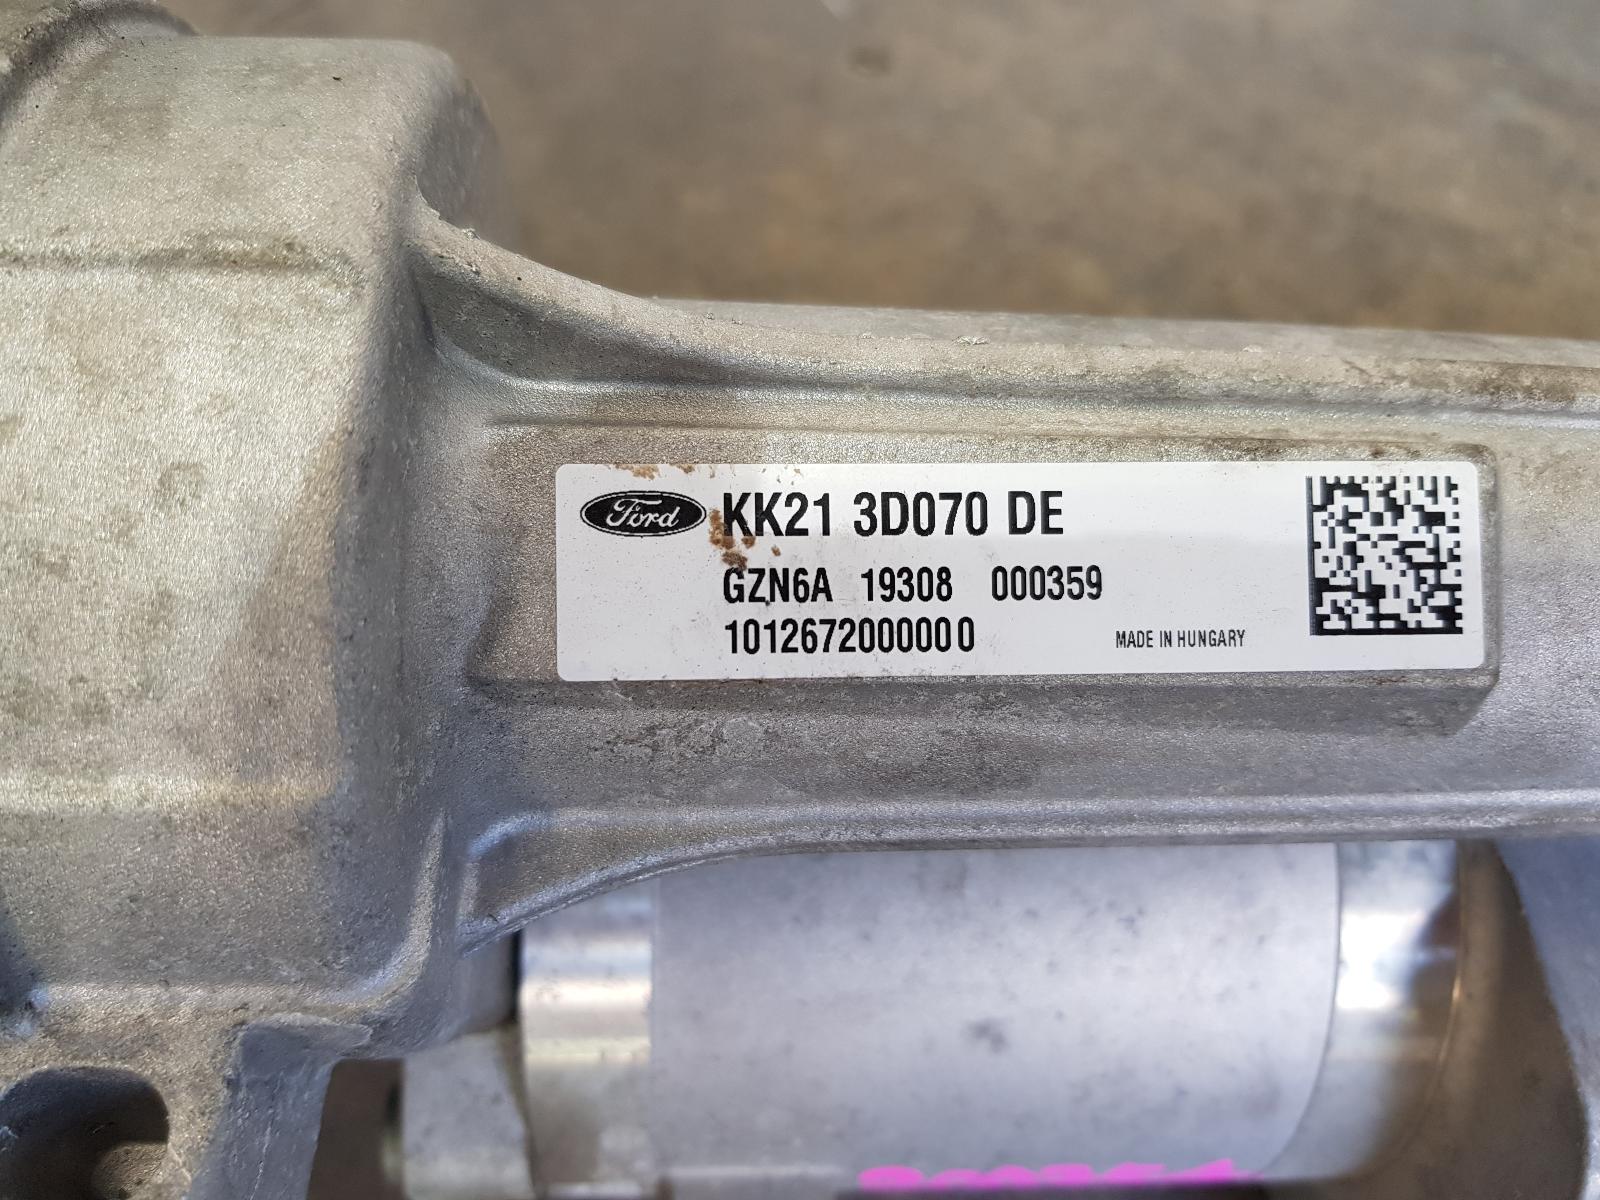 Ford KK21 3D070 DE
GZN6A 19308 000359
1012672000000
MADE IN HUNGARY